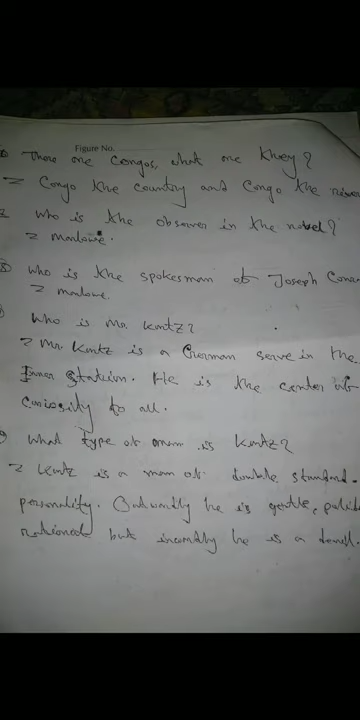 Figure No.
There are congos, what are they?
Congo the country and Congo the river
Who is the observer in the novel?
Marlowe.
Who is the spokesman of Joseph Conra
Marlowe
Who is Mr. Kurtz?
Mr. Kurtz is a German serve in the
Inner Station. He is the center of
curiosity to all.
What type of man is Kurtz?
Kurtz is a man of double standard
personality. Outwardly he is gentle,
but inwardly he is a devil.